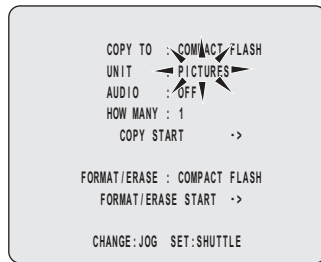 COPY TO : COMPACT FLASH
UNIT : PICTURES
AUDIO : OFF
HOW MANY : 1
COPY START ->
FORMAT/ERASE : COMPACT FLASH
FORMAT/ERASE START ->
CHANGE:JOG SET:SHUTTLE